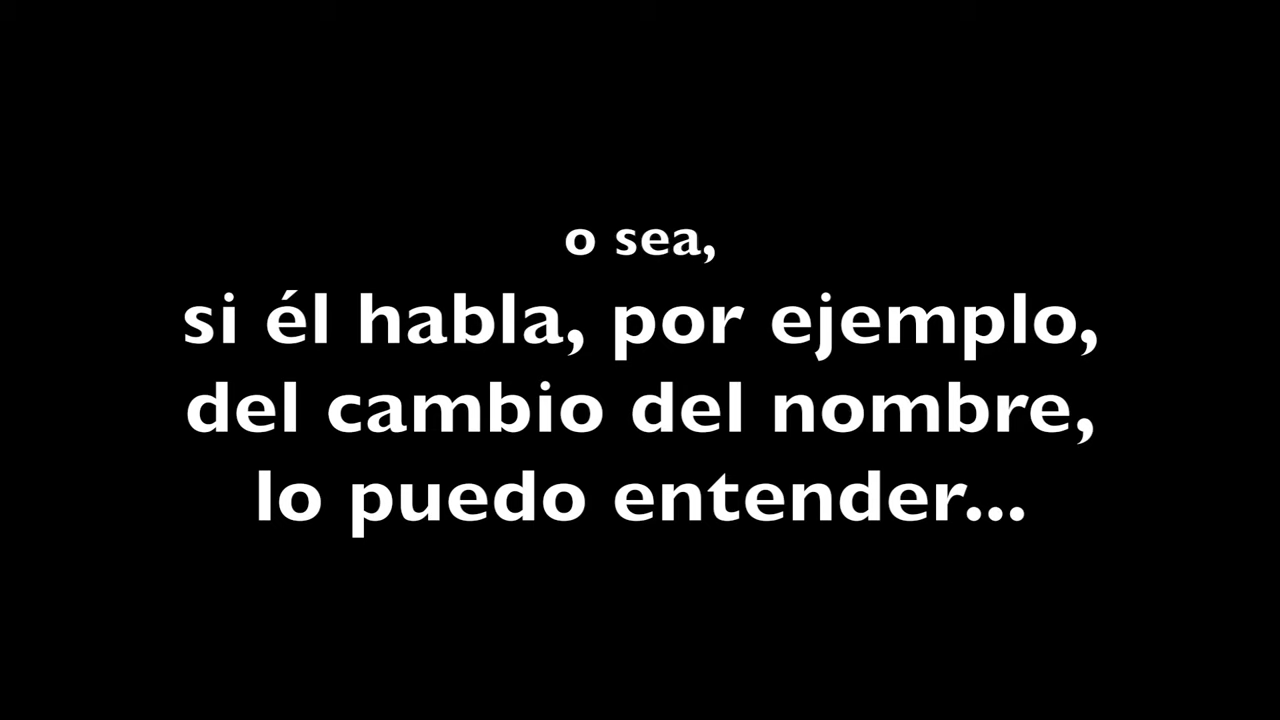 o sea,
si él habla, por ejemplo,
del cambio del nombre,
lo puedo entender...